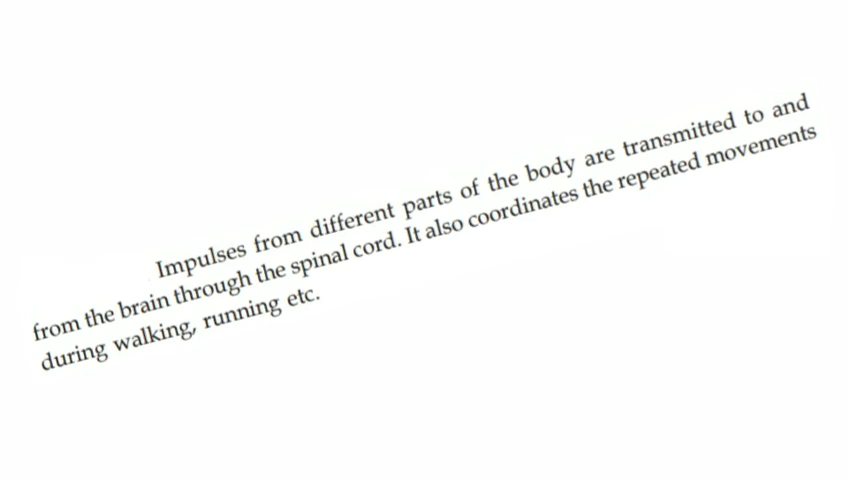 Impulses from different parts of the body are transmitted to and
from the brain through the spinal cord. It also coordinates the repeated movements
during walking, running etc.